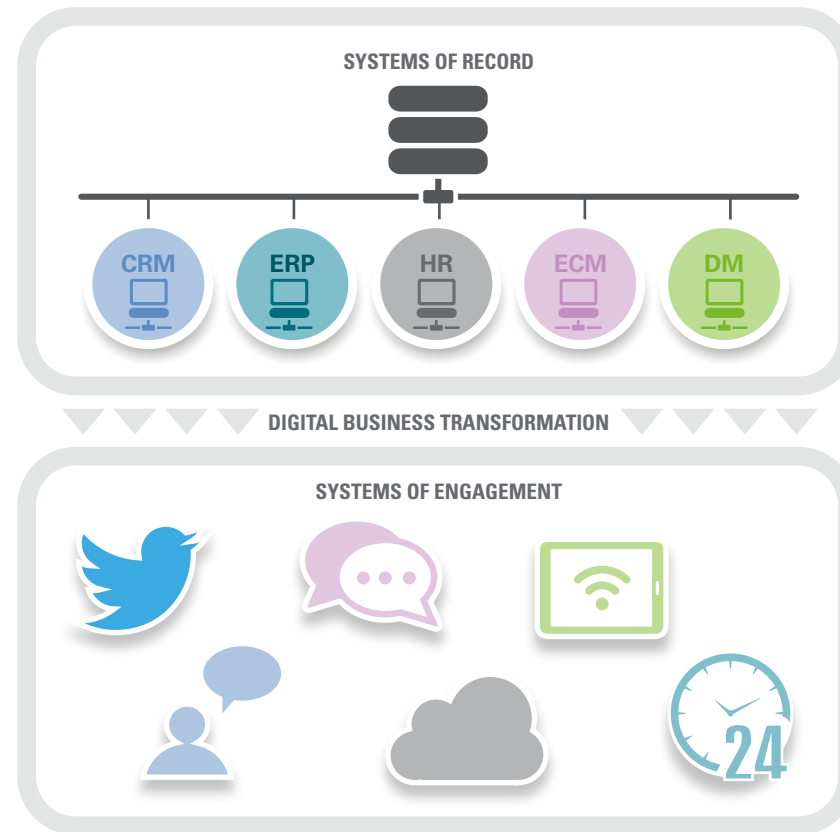 SYSTEMS OF RECORD
CRM ERP HR ECM DM
DIGITAL BUSINESS TRANSFORMATION
SYSTEMS OF ENGAGEMENT
24